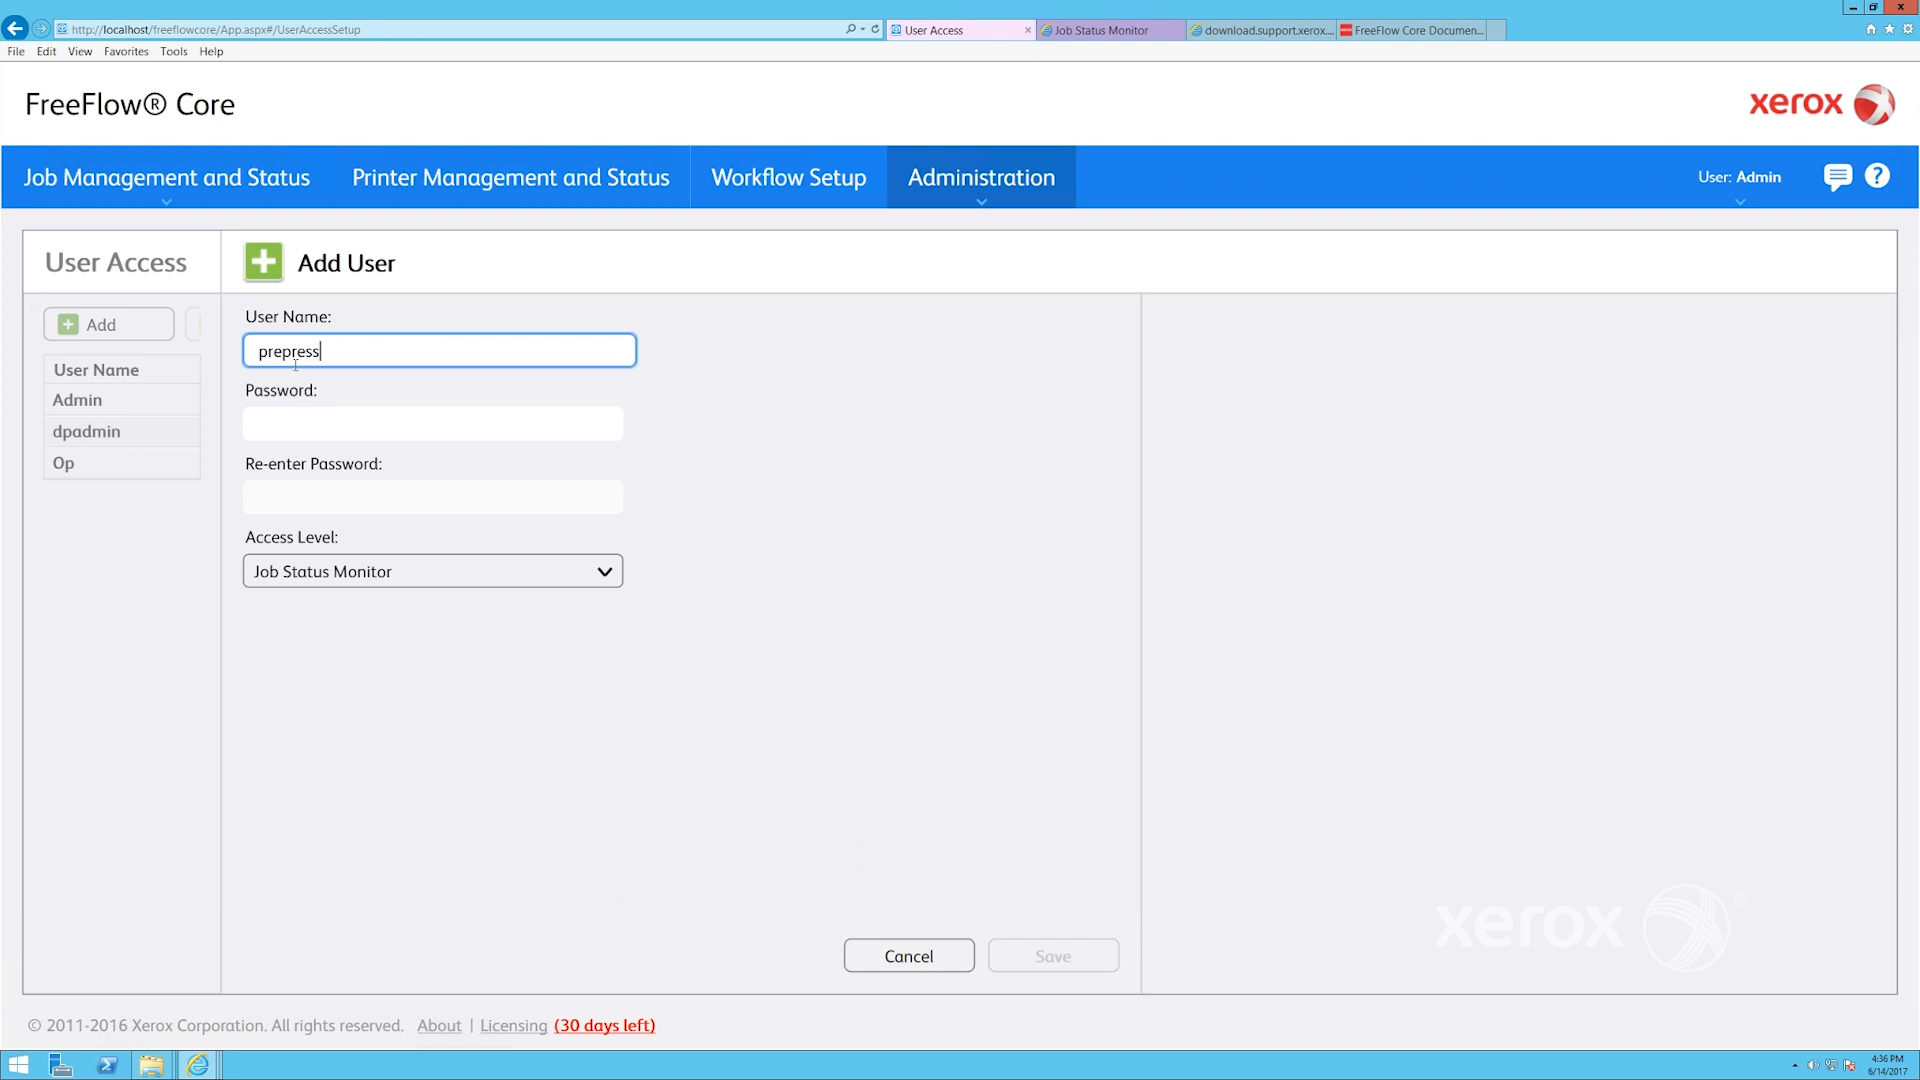 http://localhost/freeflowcore/App.aspx#/UserAccessSetup
User Access
Job Status Monitor
download.support.xerox....
FreeFlow Core Documen...
File Edit View Favorites Tools Help
FreeFlow® Core
xerox
Job Management and Status
Printer Management and Status
Workflow Setup
Administration
User: Admin
?
User Access
Add User
Add
User Name
Admin
dpadmin
Op
User Name:
prepress
Password:
Re-enter Password:
Access Level:
Job Status Monitor
Cancel
Save
xerox®
© 2011-2016 Xerox Corporation. All rights reserved. About | Licensing (30 days left)
4:36 PM
6/14/2017